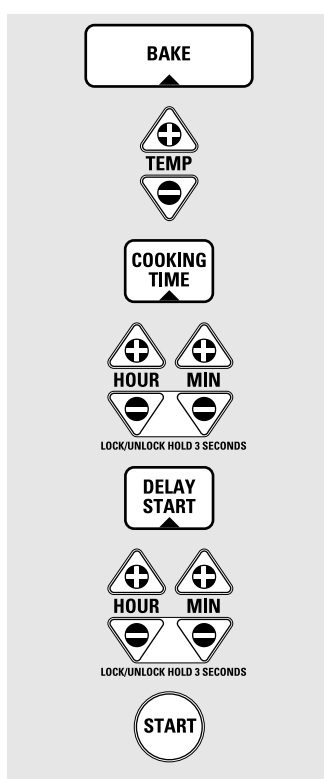 BAKE
TEMP
COOKING
TIME
HOUR MIN
LOCK/UNLOCK HOLD 3 SECONDS
DELAY
START
HOUR MIN
LOCK/UNLOCK HOLD 3 SECONDS
START